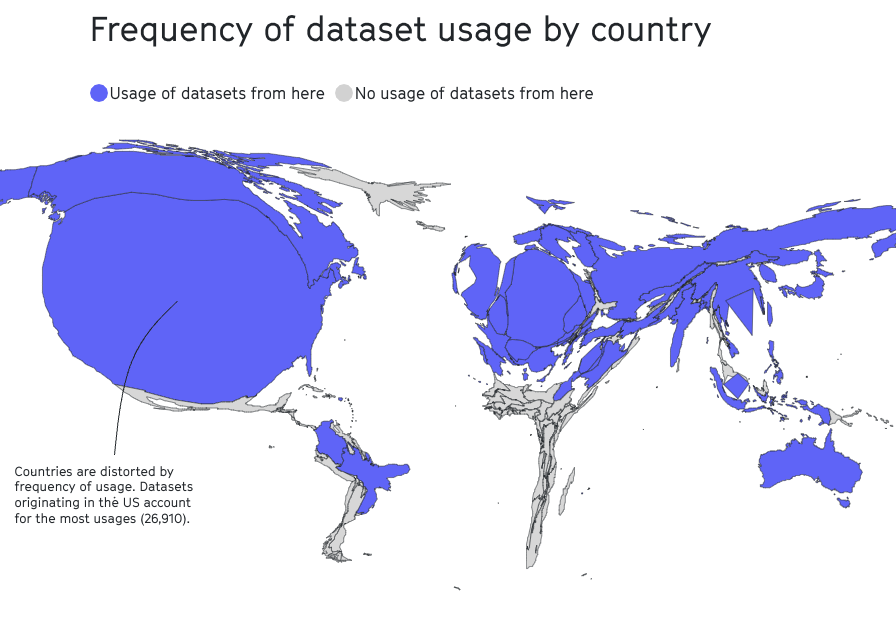 Frequency of dataset usage by country
Usage of datasets from here
No usage of datasets from here
Countries are distorted by
frequency of usage. Datasets
originating in the US account
for the most usages (26,910).